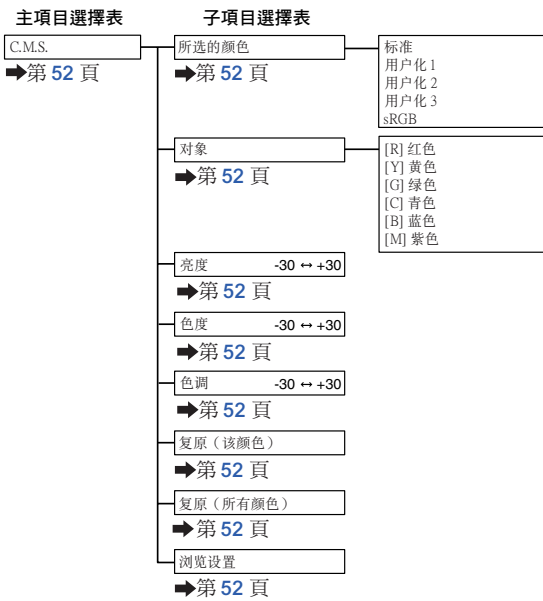 主項目選擇表
子項目選擇表
C.M.S.
➡第 52 頁
所选的颜色
➡第 52 頁
标准
用户化 1
用户化 2
用户化 3
sRGB
对象
➡第 52 頁
[R] 红色
[Y] 黄色
[G] 绿色
[C] 青色
[B] 蓝色
[M] 紫色
亮度 -30 ↔ +30
➡第 52 頁
色度 -30 ↔ +30
➡第 52 頁
色调 -30 ↔ +30
➡第 52 頁
复原（该颜色）
➡第 52 頁
复原（所有颜色）
➡第 52 頁
浏览设置
➡第 52 頁